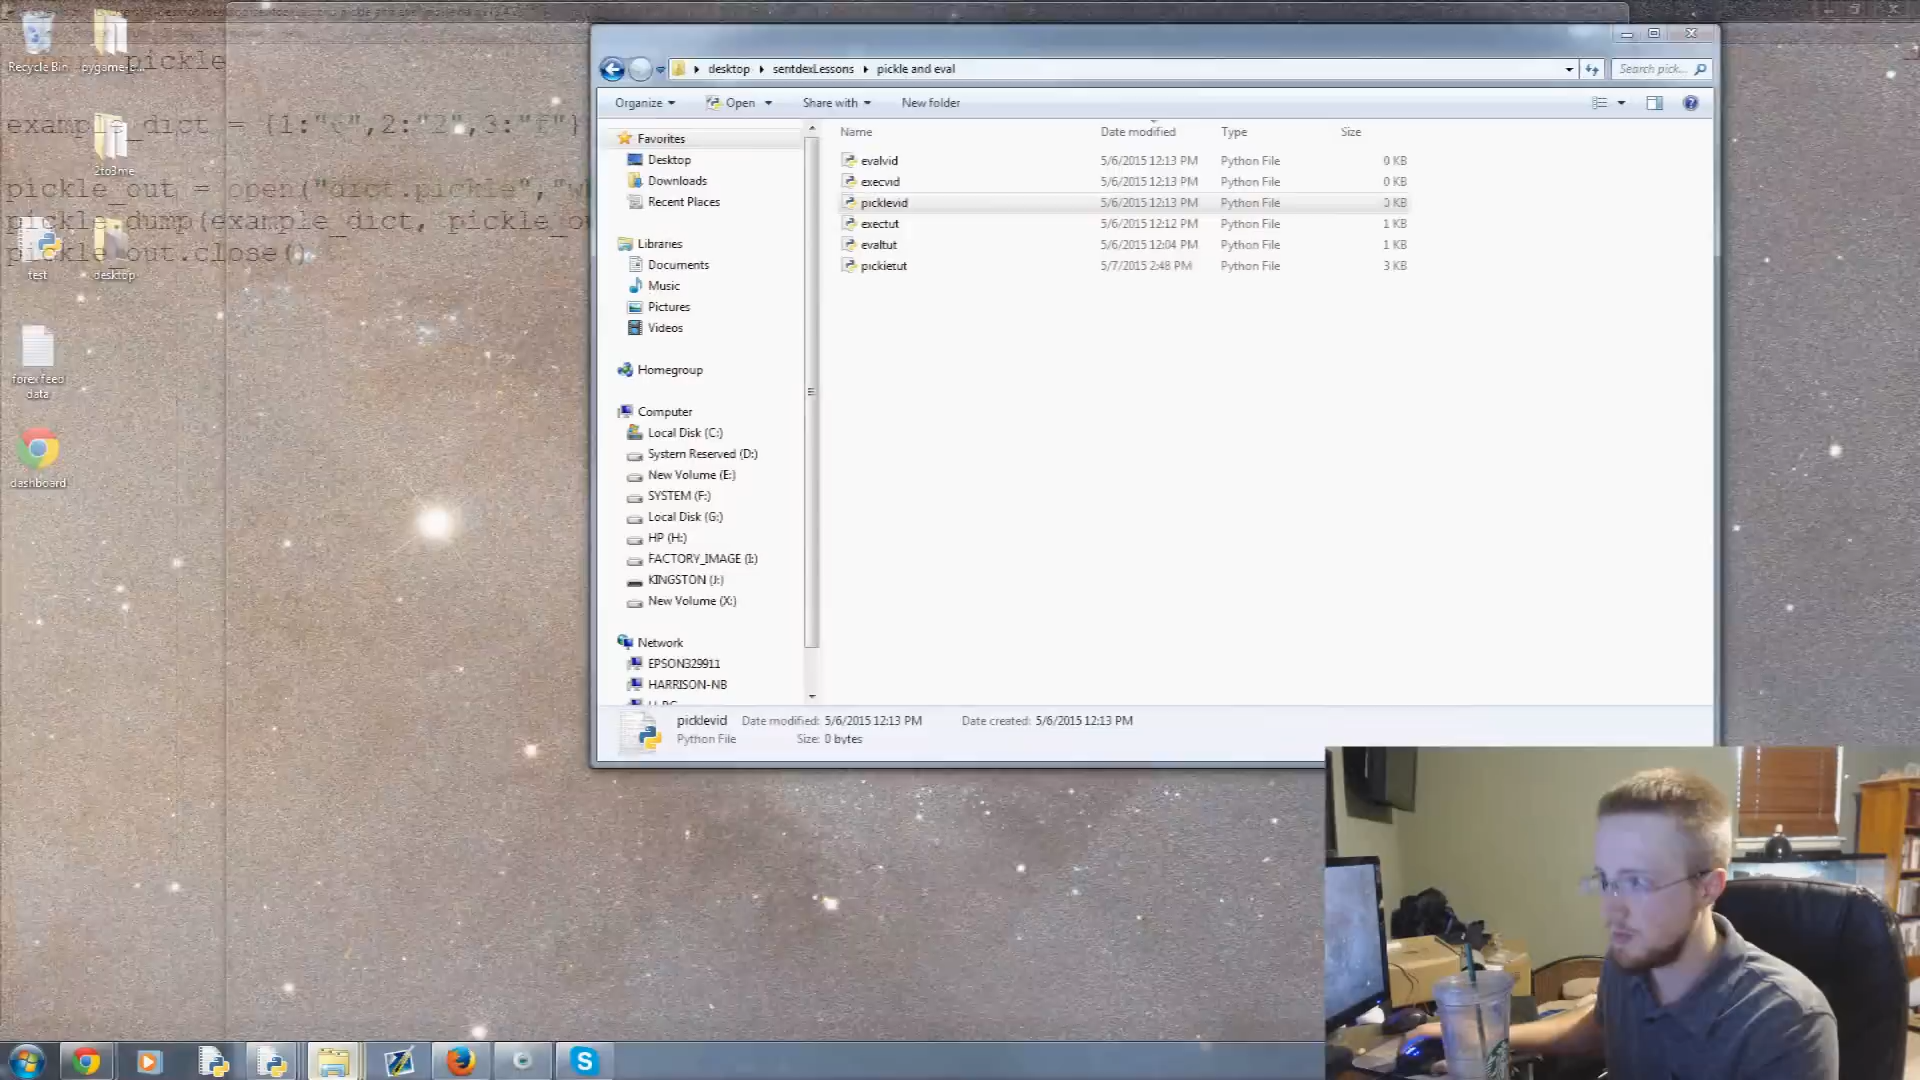 Recycle Bin
pygame-
2to3me
test
desktop
forexfeed
data
dashboard
pickle
example_dict = {1:"6",2:"2",3:"f"}
pickle_out = open("dict.pickle","w
pickle_dump(example_dict, pickle_ou
pickle_out.close()
desktop
sentdexLessons
pickle and eval
Search pick...
Organize
Open
Share with
New folder
Favorites
Desktop
Downloads
Recent Places
Libraries
Documents
Music
Pictures
Videos
Homegroup
Computer
Local Disk (C:)
System Reserved (D:)
New Volume (E:)
SYSTEM (F:)
Local Disk (G:)
HP (H:)
FACTORY_IMAGE (I:)
KINGSTON (J:)
New Volume (X:)
Network
EPSON329911
HARRISON-NB
Name Date modified Type Size
evalvid 5/6/2015 12:13 PM Python File 0 KB
execvid 5/6/2015 12:13 PM Python File 0 KB
picklevid 5/6/2015 12:13 PM Python File 0 KB
exectut 5/6/2015 12:12 PM Python File 1 KB
evaltut 5/6/2015 12:04 PM Python File 1 KB
pickletut 5/7/2015 2:48 PM Python File 3 KB
picklevid Date modified: 5/6/2015 12:13 PM Date created: 5/6/2015 12:13 PM
Python File Size: 0 bytes